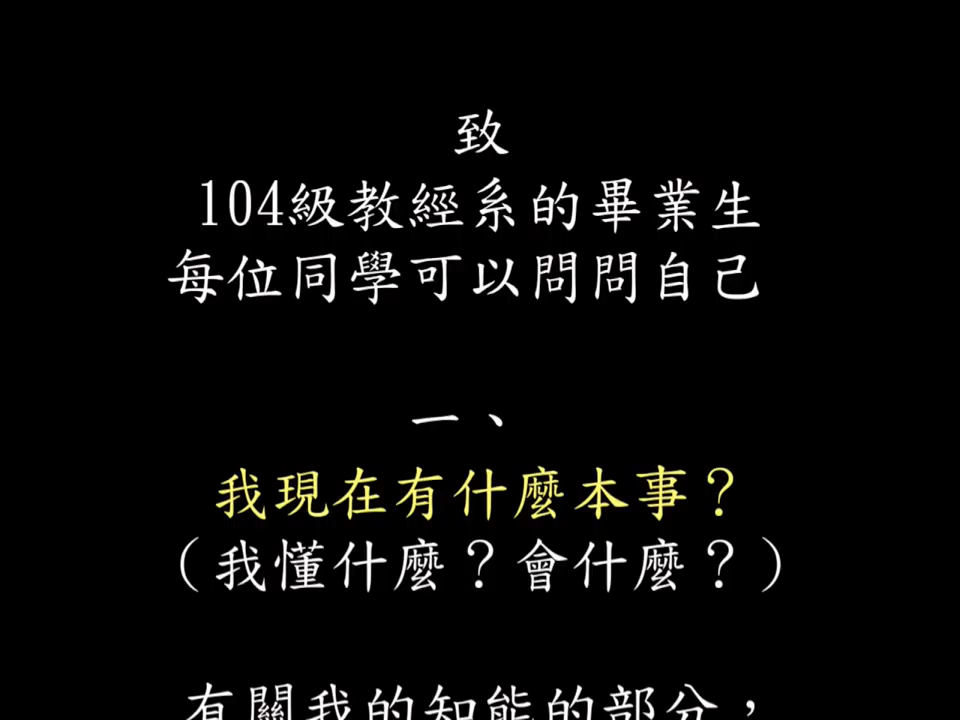 致
104級教經系的畢業生
每位同學可以問問自己
一、
我現在有什麼本事？
（我懂什麼？會什麼？）
有關我的知能的部分，